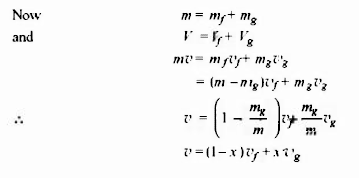 Now m = m_f + m_g
and V = V_f + V_g
mv = m_f v_f + m_g v_g
= (m − m_g) v_f + m_g v_g
∴ v = (1 − m_g/m) v_f + m_g/m v_g
v = (1 − x) v_f + x v_g